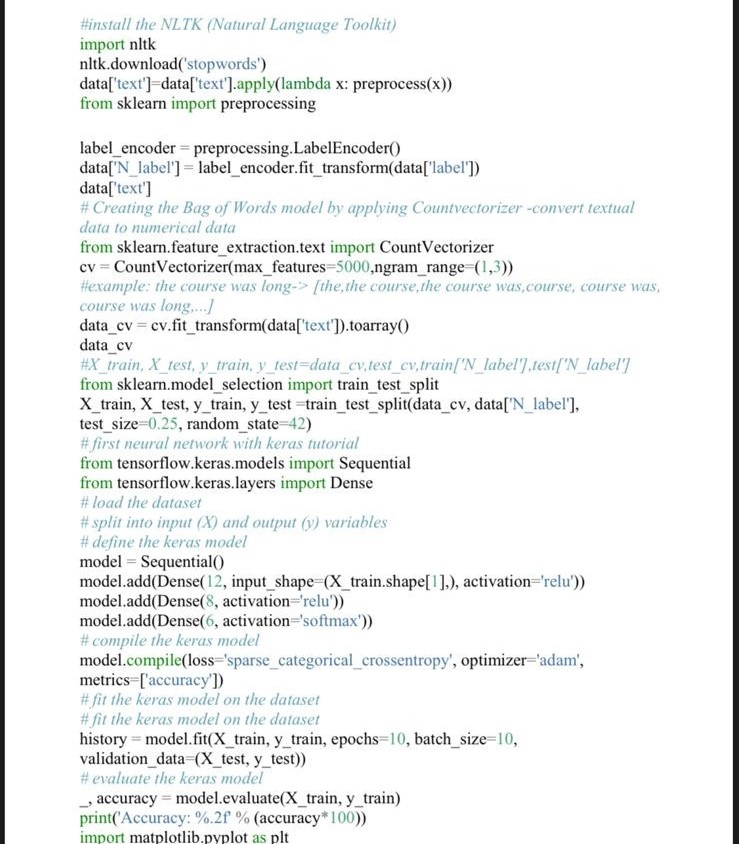 #install the NLTK (Natural Language Toolkit)
import nltk
nltk.download('stopwords')
data['text']=data['text'].apply(lambda x: preprocess(x))
from sklearn import preprocessing
label_encoder = preprocessing.LabelEncoder()
data['N_label'] = label_encoder.fit_transform(data['label'])
data['text']
# Creating the Bag of Words model by applying Countvectorizer -convert textual
data to numerical data
from sklearn.feature_extraction.text import CountVectorizer
cv = CountVectorizer(max_features=5000,ngram_range=(1,3))
#example: the course was long-> [the,the course,the course was,course, course was,
course was long,...]
data_cv = cv.fit_transform(data['text']).toarray()
data_cv
#X_train, X_test, y_train, y_test=data_cv,test_cv,train['N_label'],test['N_label']
from sklearn.model_selection import train_test_split
X_train, X_test, y_train, y_test =train_test_split(data_cv, data['N_label'],
test_size=0.25, random_state=42)
# first neural network with keras tutorial
from tensorflow.keras.models import Sequential
from tensorflow.keras.layers import Dense
# load the dataset
# split into input (X) and output (y) variables
# define the keras model
model = Sequential()
model.add(Dense(12, input_shape=(X_train.shape[1],), activation='relu'))
model.add(Dense(8, activation='relu'))
model.add(Dense(6, activation='softmax'))
# compile the keras model
model.compile(loss='sparse_categorical_crossentropy', optimizer='adam',
metrics=['accuracy'])
# fit the keras model on the dataset
# fit the keras model on the dataset
history = model.fit(X_train, y_train, epochs=10, batch_size=10,
validation_data=(X_test, y_test))
# evaluate the keras model
_, accuracy = model.evaluate(X_train, y_train)
print('Accuracy: %.2f' % (accuracy*100))
import matplotlib.pyplot as plt